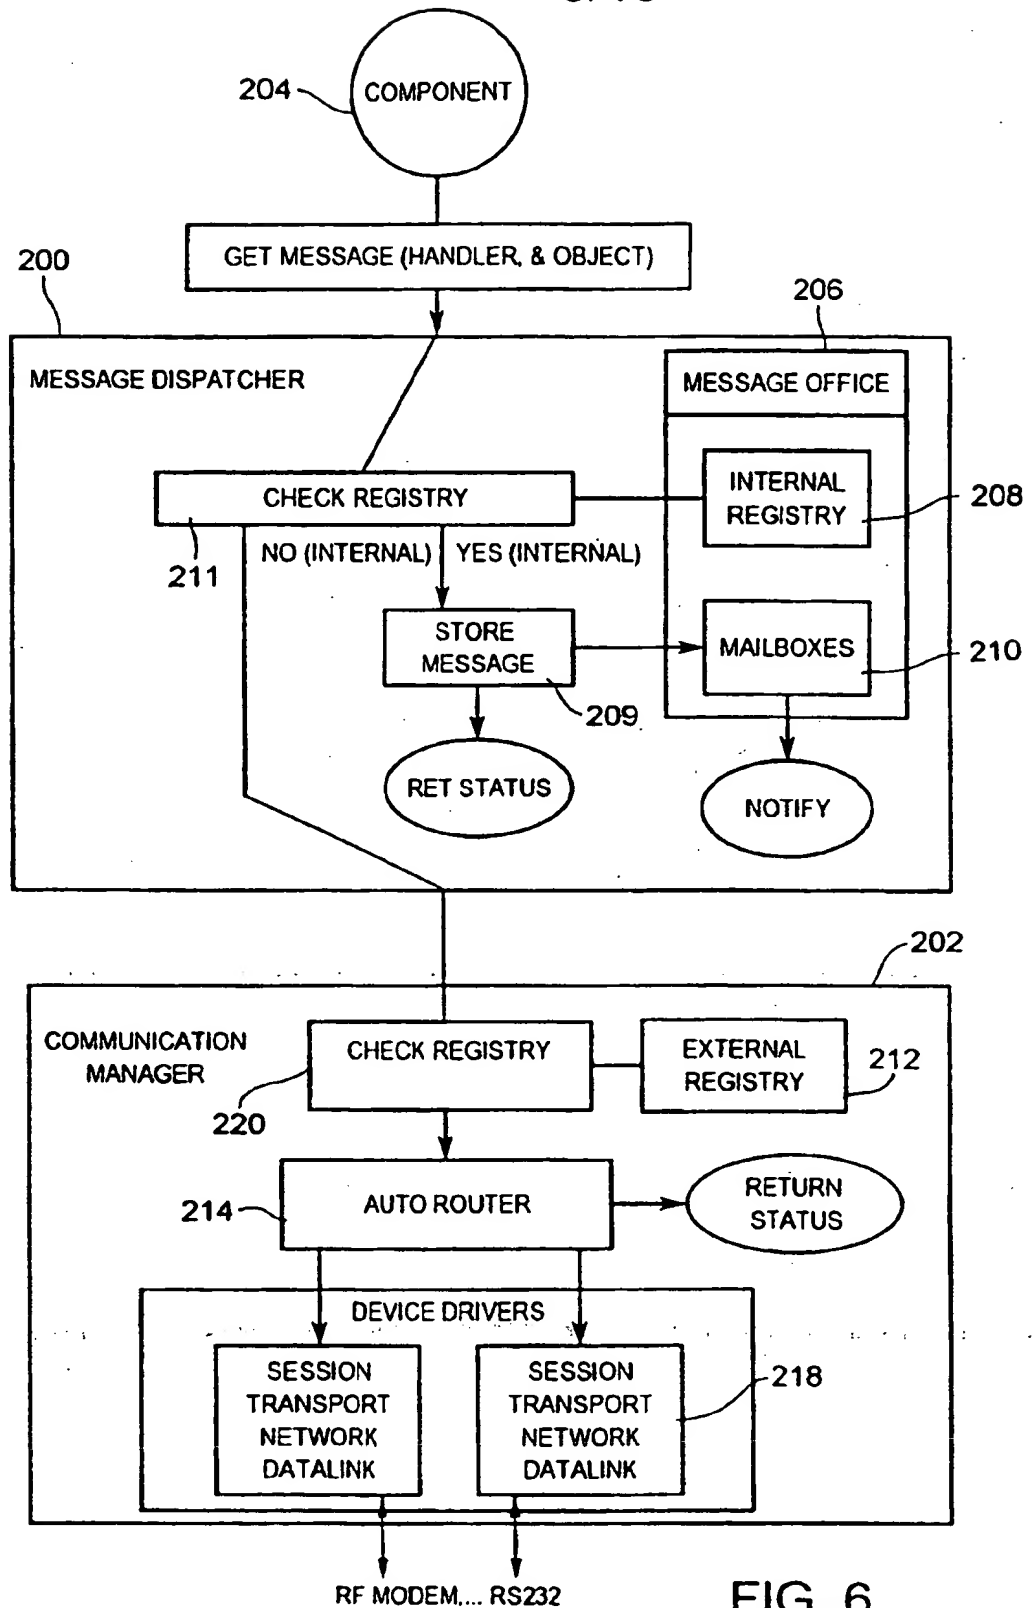 204
COMPONENT
GET MESSAGE (HANDLER, & OBJECT)
200
206
MESSAGE DISPATCHER
MESSAGE OFFICE
CHECK REGISTRY
INTERNAL
REGISTRY
208
211
NO (INTERNAL)
YES (INTERNAL)
STORE
MESSAGE
MAILBOXES
210
209
RET STATUS
NOTIFY
202
COMMUNICATION
MANAGER
CHECK REGISTRY
EXTERNAL
REGISTRY
212
220
214
AUTO ROUTER
RETURN
STATUS
DEVICE DRIVERS
SESSION
TRANSPORT
NETWORK
DATALINK
SESSION
TRANSPORT
NETWORK
DATALINK
218
RF MODEM,... RS232
FIG. 6